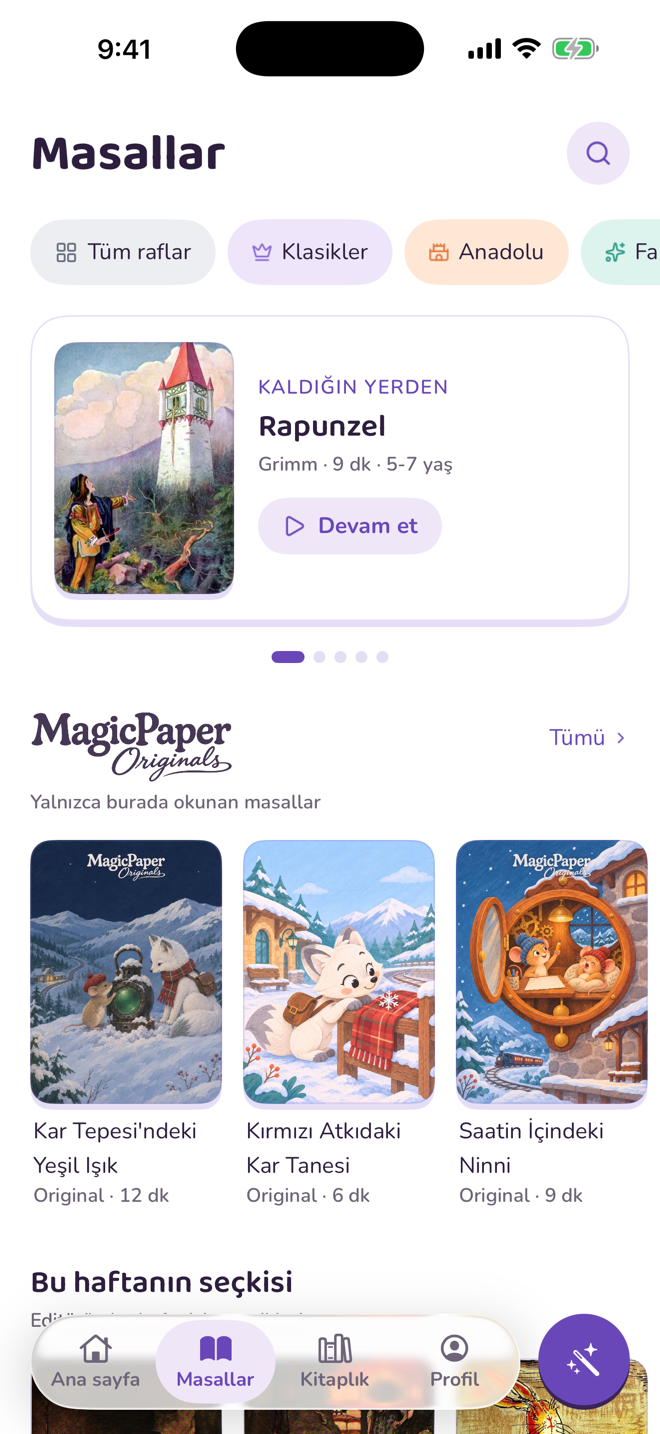 9:41
Masallar
Tüm raflar
Klasikler
Anadolu
Fa
KALDIĞIN YERDEN
Rapunzel
Grimm · 9 dk · 5-7 yaş
Devam et
MagicPaper
Originals
Tümü
Yalnızca burada okunan masallar
MagicPaper
Originals
MagicPaper
Originals
Kar Tepesi'ndeki
Yeşil Işık
Original · 12 dk
Kırmızı Atkıdaki
Kar Tanesi
Original · 6 dk
Saatin İçindeki
Ninni
Original · 9 dk
Bu haftanın seçkisi
Ana sayfa
Masallar
Kitaplık
Profil